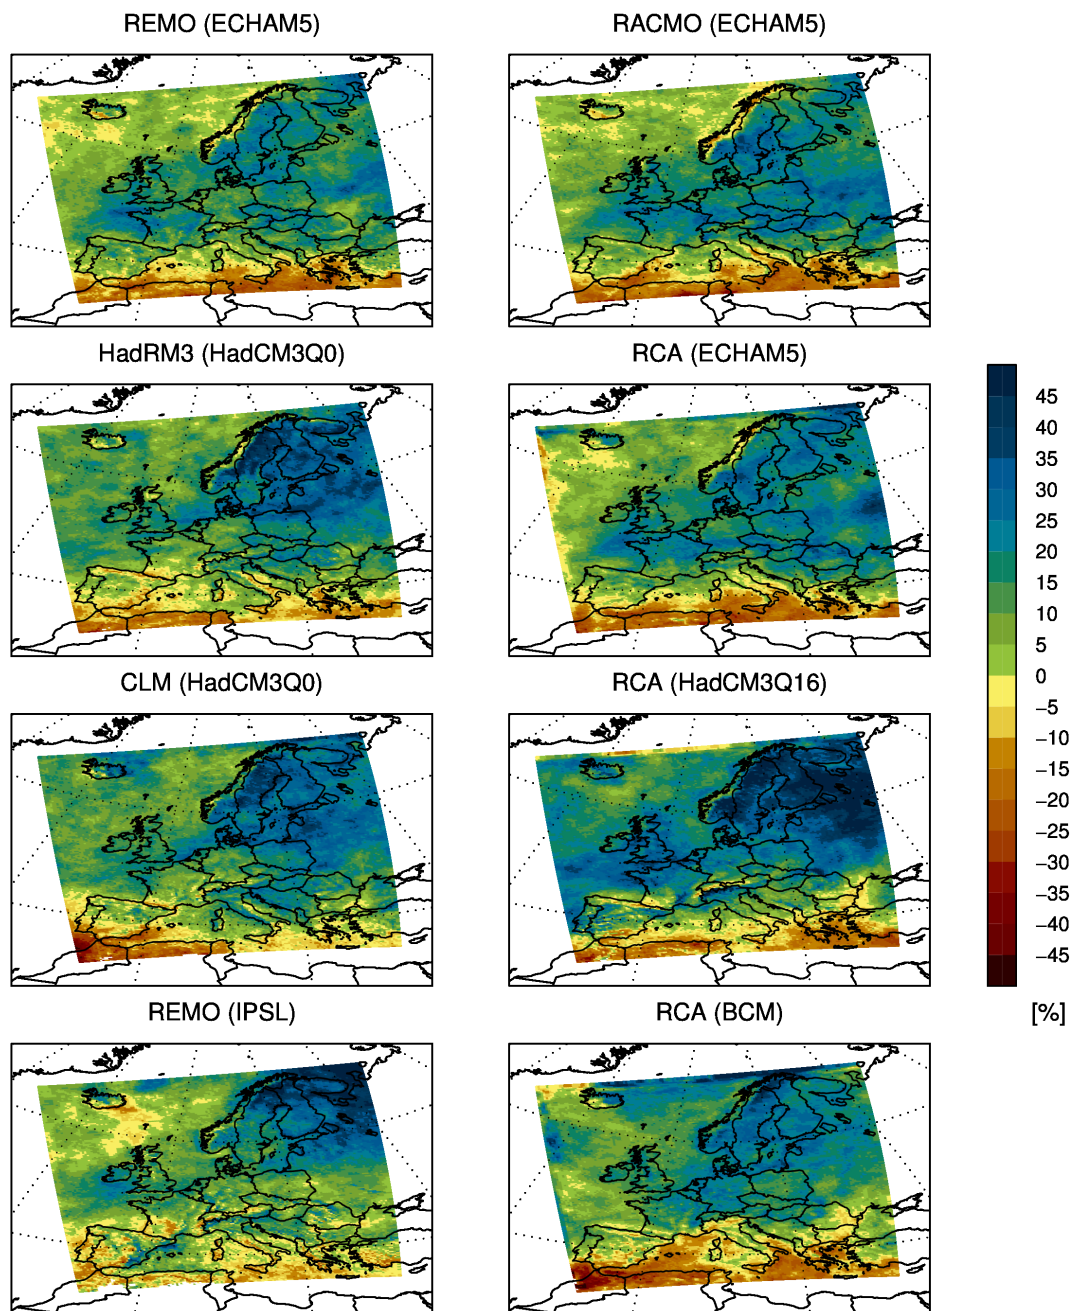 REMO (ECHAM5)
RACMO (ECHAM5)
HadRM3 (HadCM3Q0)
RCA (ECHAM5)
CLM (HadCM3Q0)
RCA (HadCM3Q16)
REMO (IPSL)
RCA (BCM)
45
40
35
30
25
20
15
10
5
0
−5
−10
−15
−20
−25
−30
−35
−40
−45
[%]